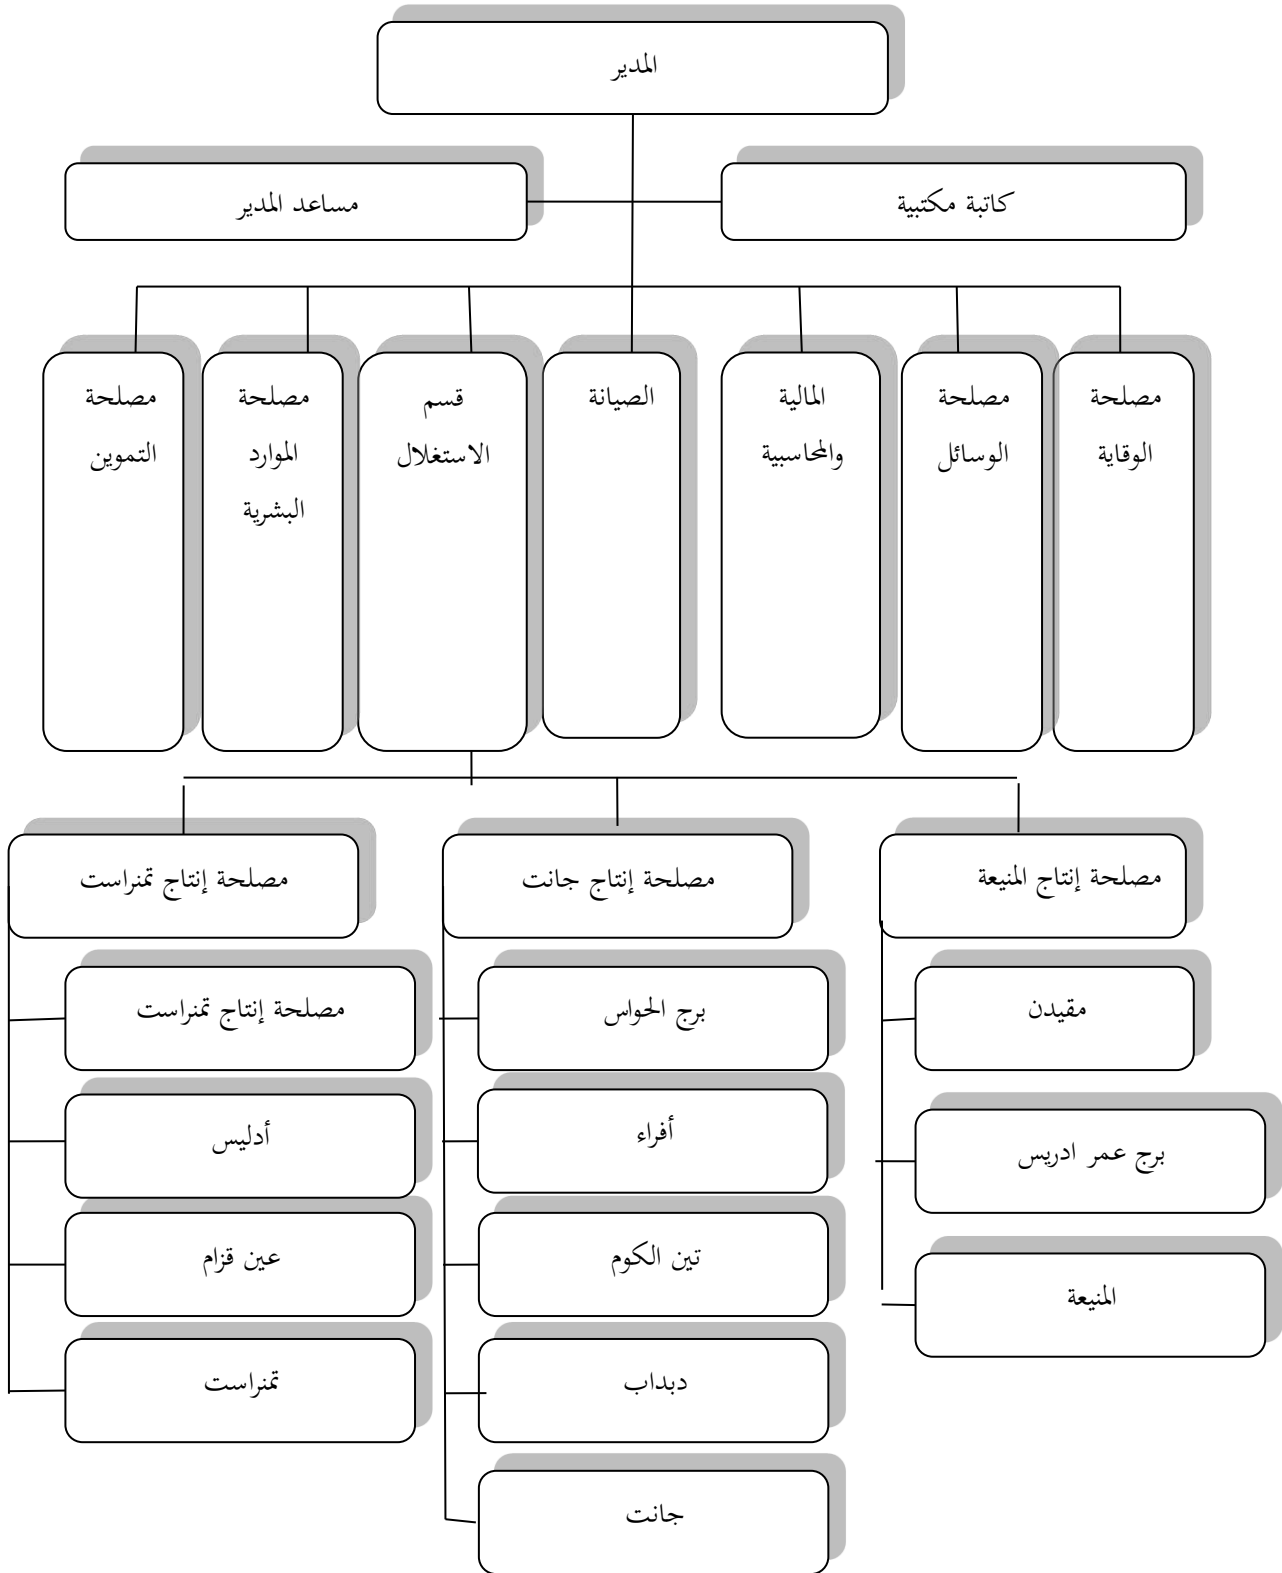 المدير
كاتبة مكتبية
مساعد المدير
مصلحة
الوقاية
مصلحة
الوسائل
المالية
والمحاسبية
الصيانة
قسم
الاستغلال
مصلحة
الموارد
البشرية
مصلحة
التموين
مصلحة إنتاج المنيعة
مقيدن
برج عمر ادريس
المنيعة
مصلحة إنتاج جانت
برج الحواس
أفراء
تين الكوم
دبداب
جانت
مصلحة إنتاج تمنراست
مصلحة إنتاج تمنراست
أدليس
عين قزام
تمنراست